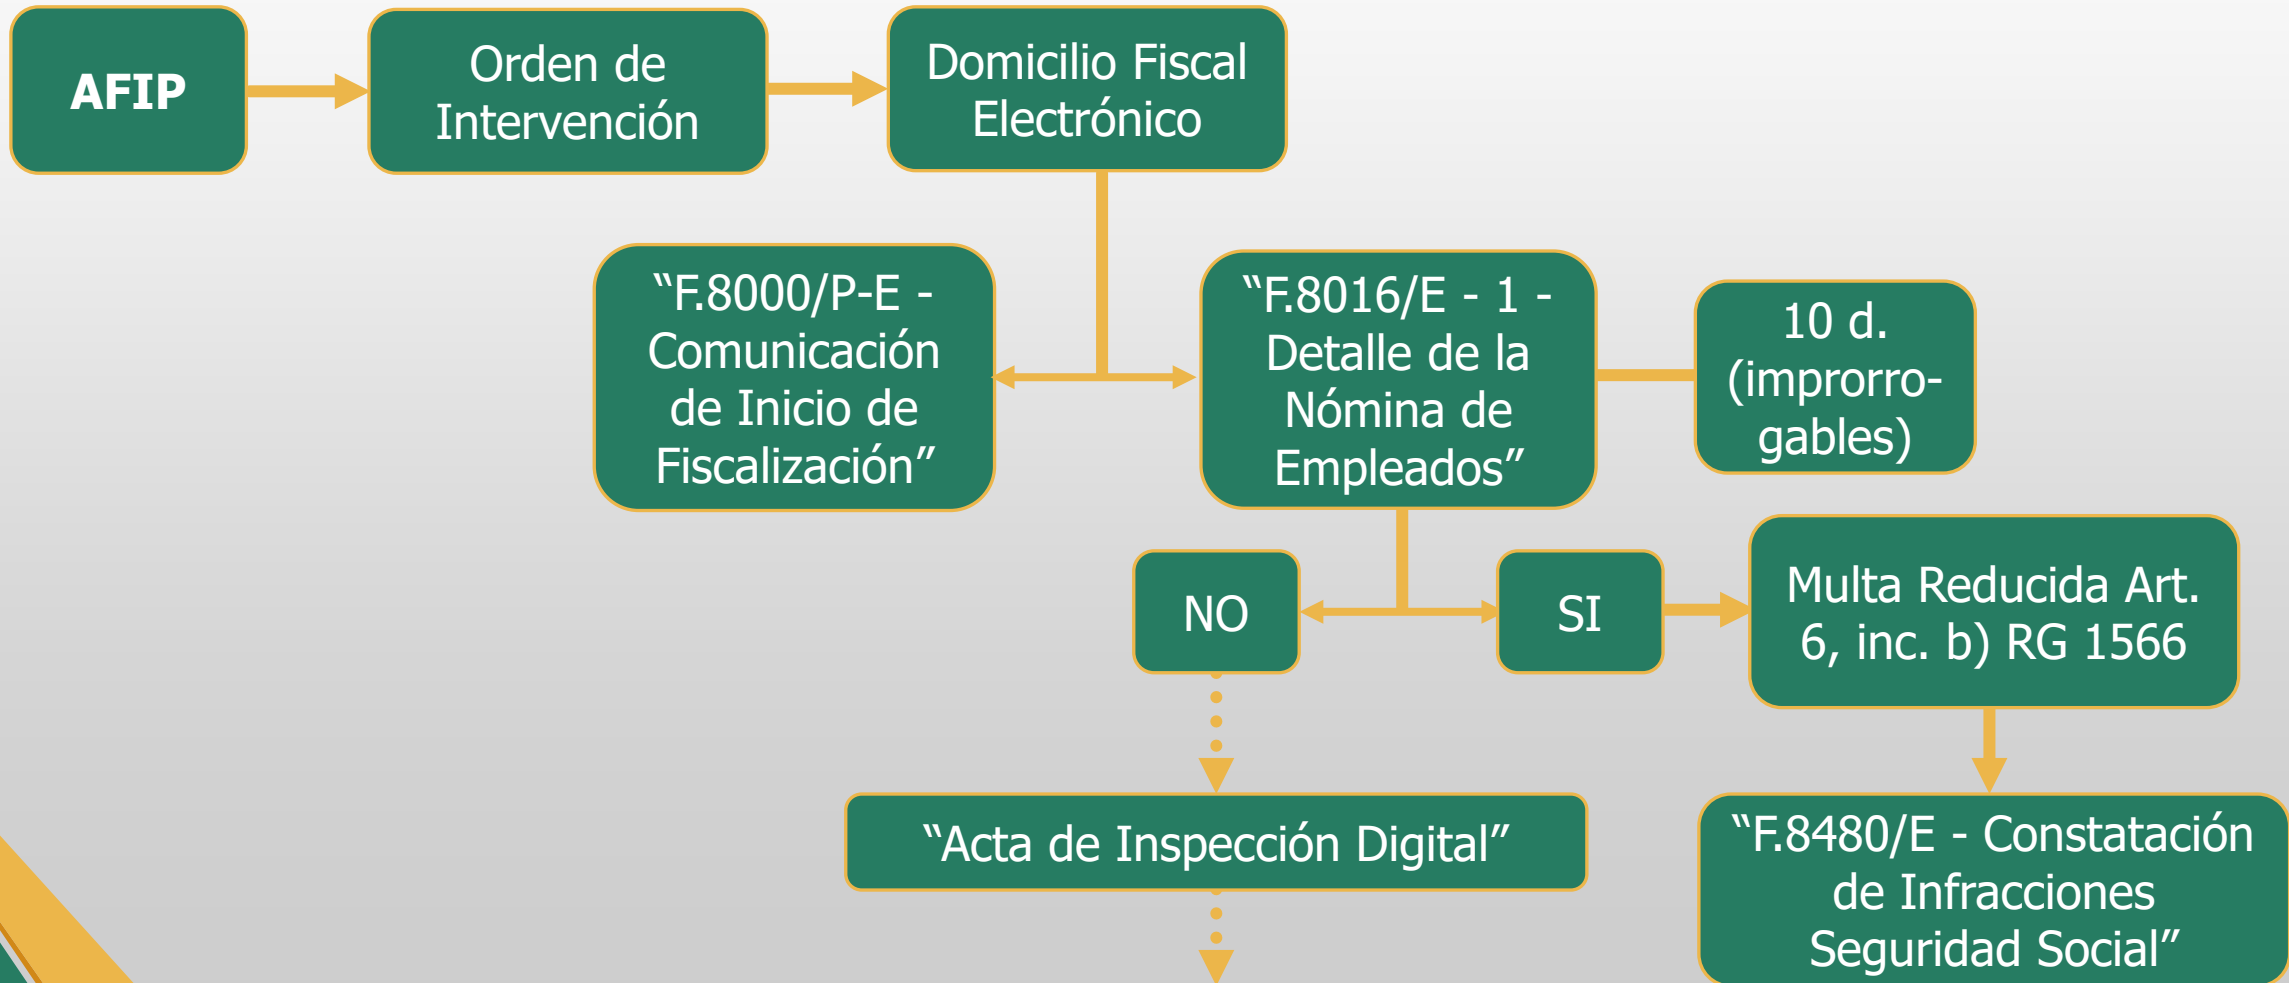 AFIP
Orden de
Intervención
Domicilio Fiscal
Electrónico
“F.8000/P-E -
Comunicación
de Inicio de
Fiscalización”
“F.8016/E - 1 -
Detalle de la
Nómina de
Empleados”
10 d.
(improrro-
gables)
NO
SI
Multa Reducida Art.
6, inc. b) RG 1566
“Acta de Inspección Digital”
“F.8480/E - Constatación
de Infracciones
Seguridad Social”